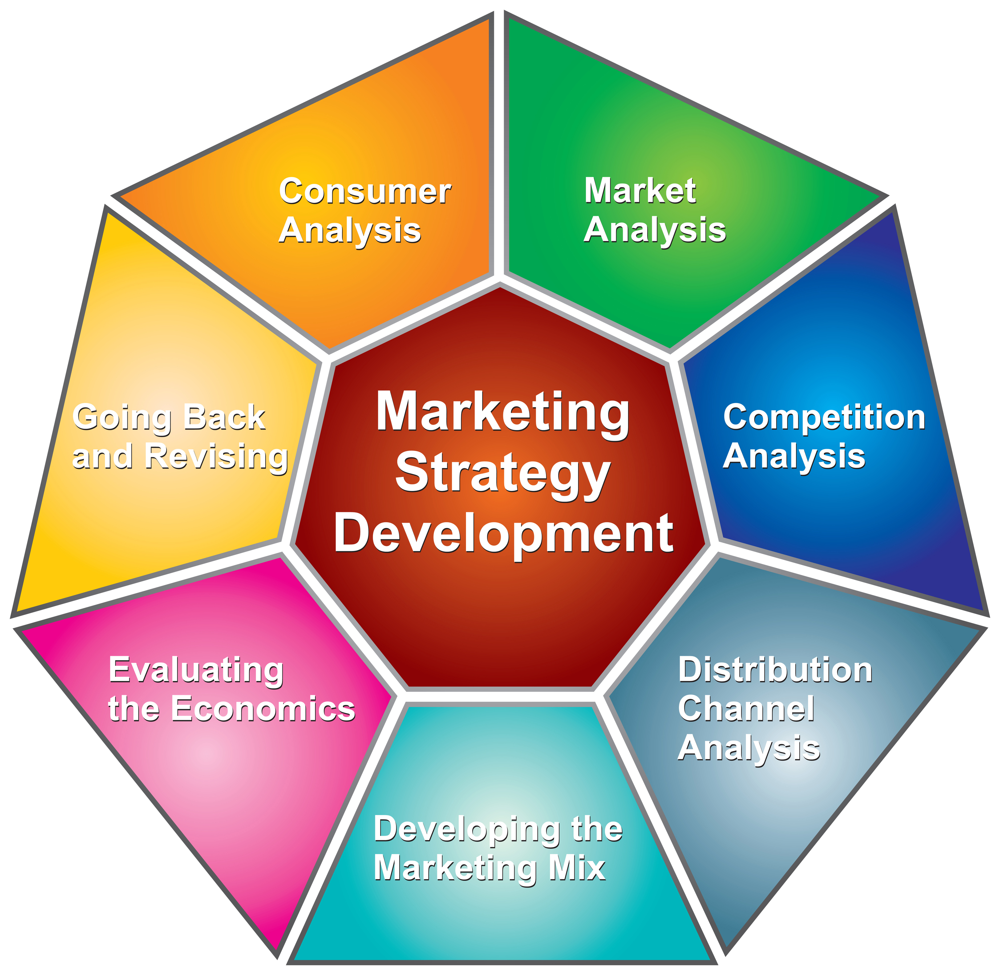 Consumer
Analysis
Market
Analysis
Competition
Analysis
Distribution
Channel
Analysis
Developing the
Marketing Mix
Evaluating
the Economics
Going Back
and Revising
Marketing
Strategy
Development